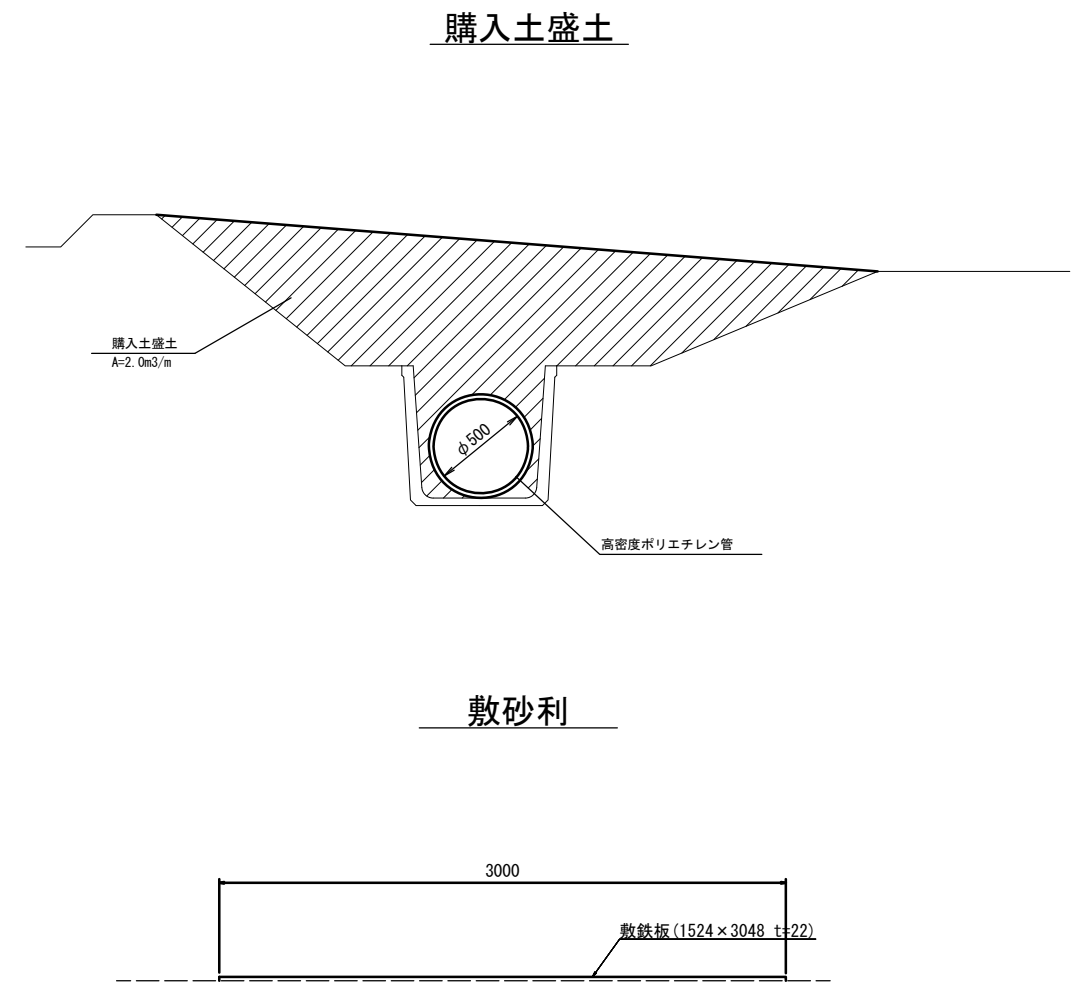 購入土盛土
購入土盛土
A=2.0m3/m
φ500
高密度ポリエチレン管
敷砂利
3000
敷鉄板(1524×3048 t=22)